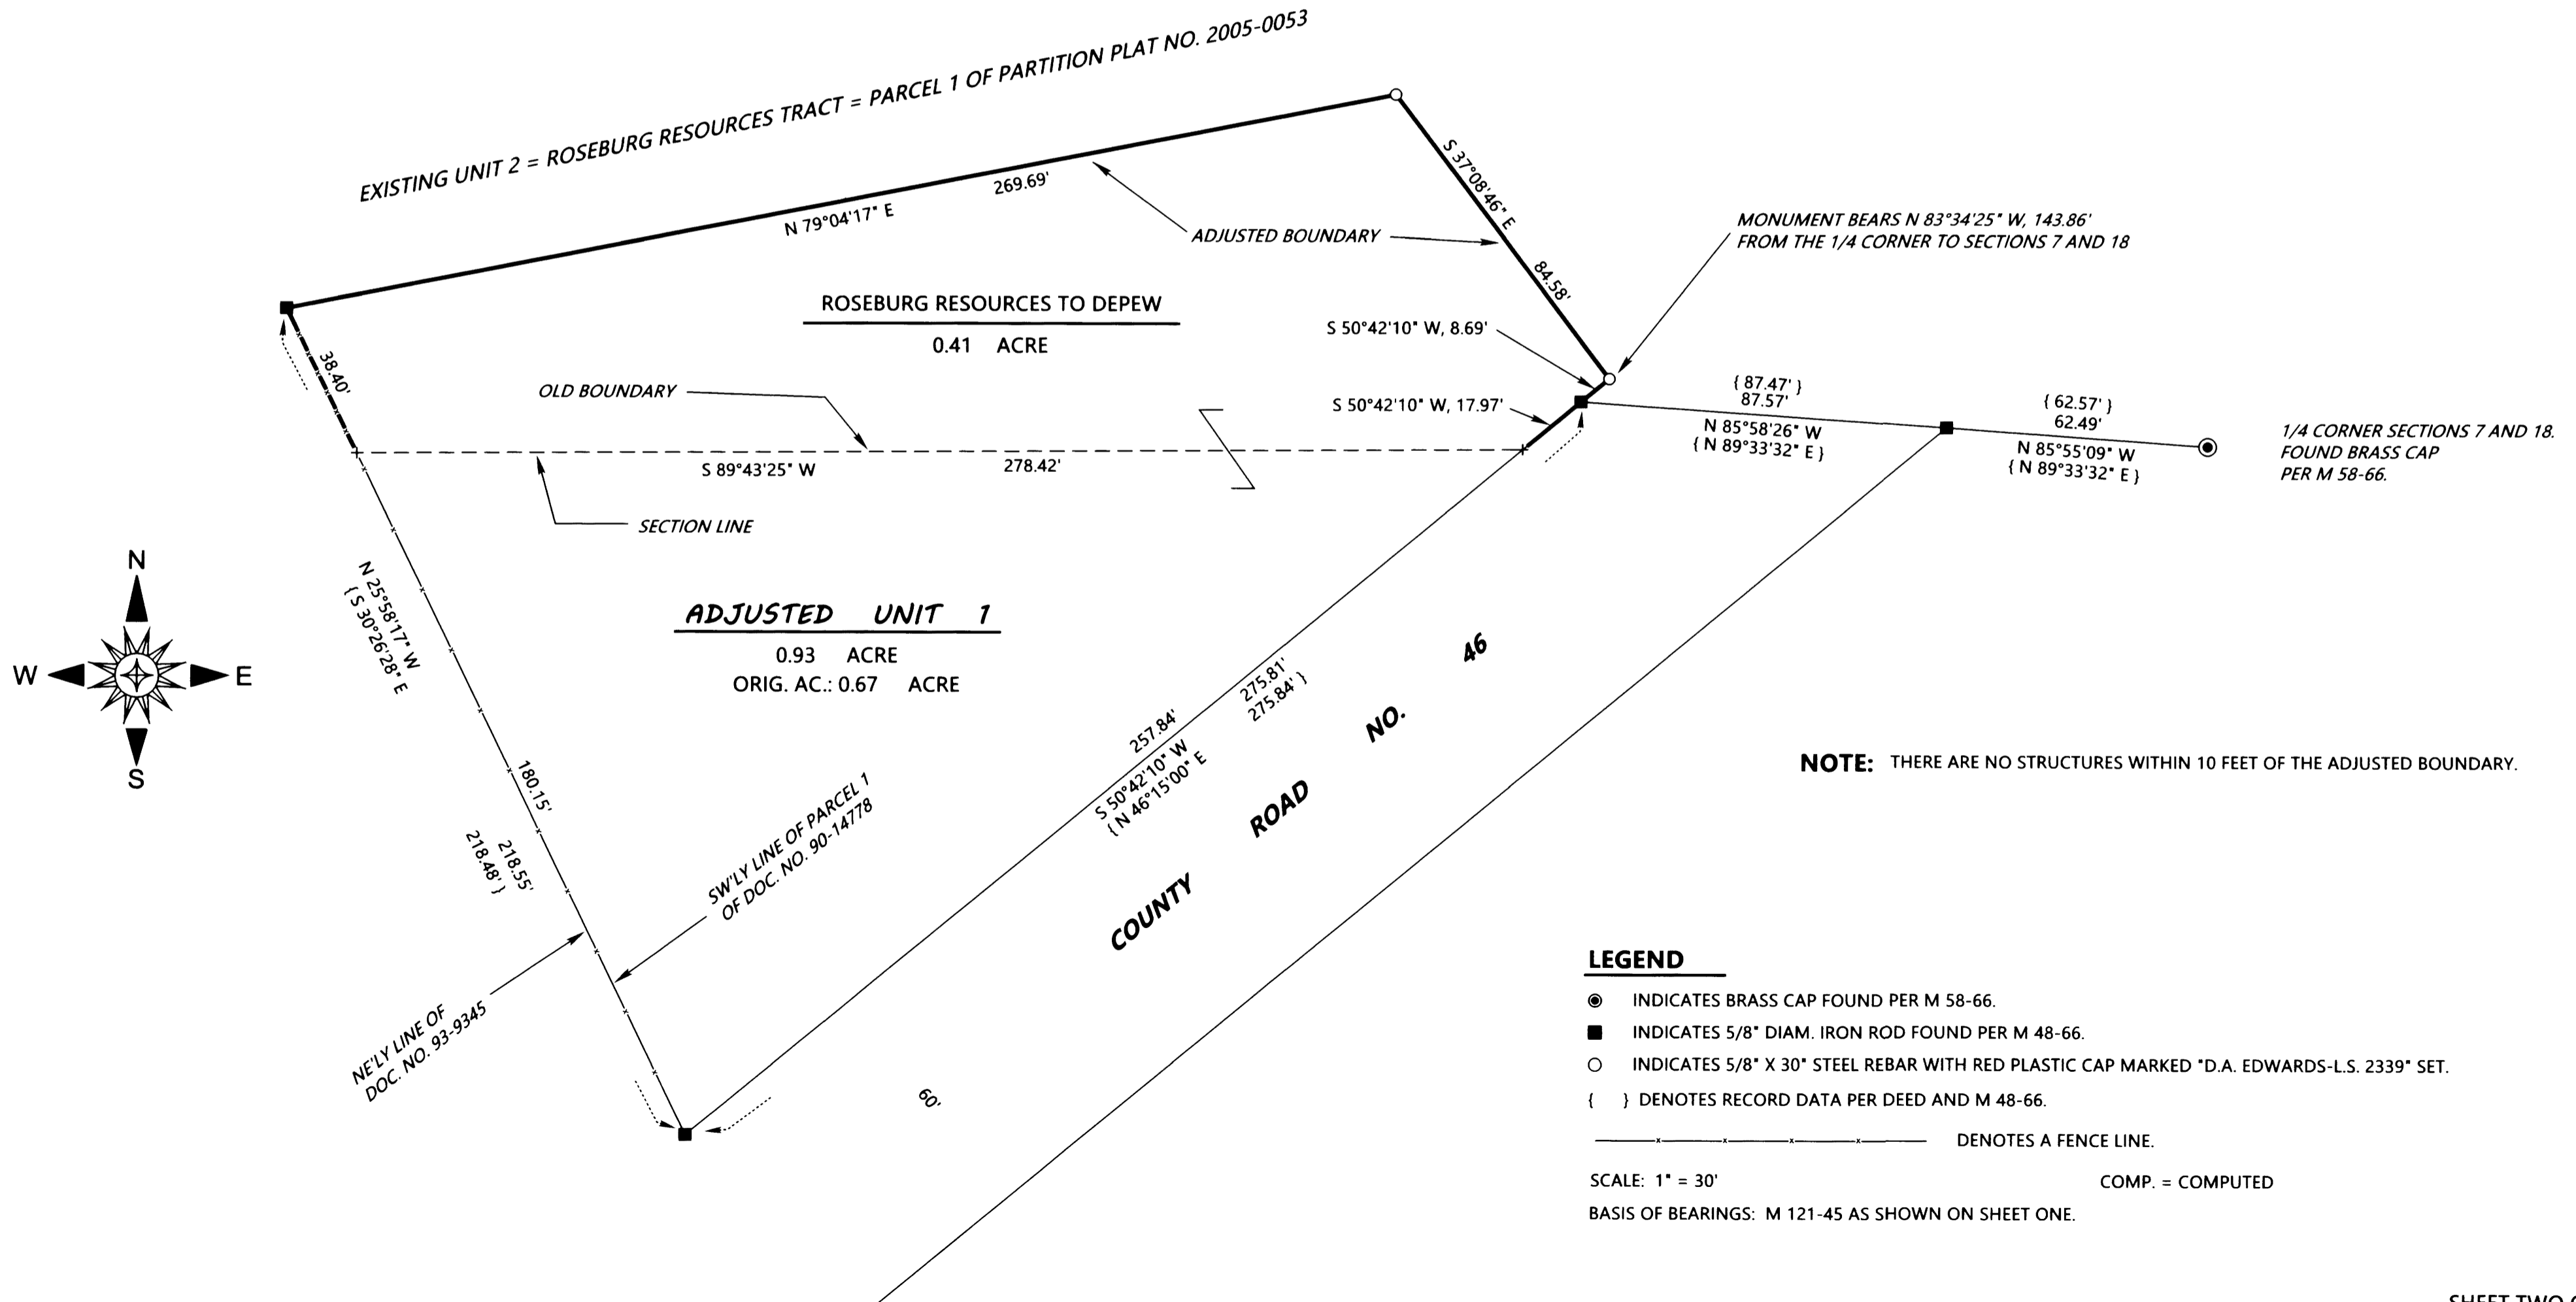 EXISTING UNIT 2 = ROSEBURG RESOURCES TRACT = PARCEL 1 OF PARTITION PLAT NO. 2005-0053
269.69'
N 79°04'17" E
S 37°08'46" E
84.58'
ADJUSTED BOUNDARY
MONUMENT BEARS N 83°34'25" W, 143.86'
FROM THE 1/4 CORNER TO SECTIONS 7 AND 18
ROSEBURG RESOURCES TO DEPEW
0.41 ACRE
S 50°42'10" W, 8.69'
38.40'
OLD BOUNDARY
S 50°42'10" W, 17.97'
{ 87.47' }
87.57'
N 85°58'26" W
{ N 89°33'32" E }
{ 62.57' }
62.49'
N 85°55'09" W
{ N 89°33'32" E }
1/4 CORNER SECTIONS 7 AND 18.
FOUND BRASS CAP
PER M 58-66.
S 89°43'25" W
278.42'
SECTION LINE
N
W
E
S
N 25°58'17" W
{ S 30°26'28" E
ADJUSTED UNIT 1
0.93 ACRE
ORIG. AC.: 0.67 ACRE
257.84'
275.81'
275.84' }
S 50°42'10" W
{ N 46°15'00" E
COUNTY ROAD NO. 46
180.15'
218.55'
218.48' }
SW'LY LINE OF PARCEL 1
OF DOC. NO. 90-14778
NE'LY LINE OF
DOC. NO. 93-9345
60'
NOTE: THERE ARE NO STRUCTURES WITHIN 10 FEET OF THE ADJUSTED BOUNDARY.
LEGEND
INDICATES BRASS CAP FOUND PER M 58-66.
INDICATES 5/8" DIAM. IRON ROD FOUND PER M 48-66.
INDICATES 5/8" X 30" STEEL REBAR WITH RED PLASTIC CAP MARKED "D.A. EDWARDS-L.S. 2339" SET.
{ } DENOTES RECORD DATA PER DEED AND M 48-66.
DENOTES A FENCE LINE.
SCALE: 1" = 30'
COMP. = COMPUTED
BASIS OF BEARINGS: M 121-45 AS SHOWN ON SHEET ONE.
SHEET TWO